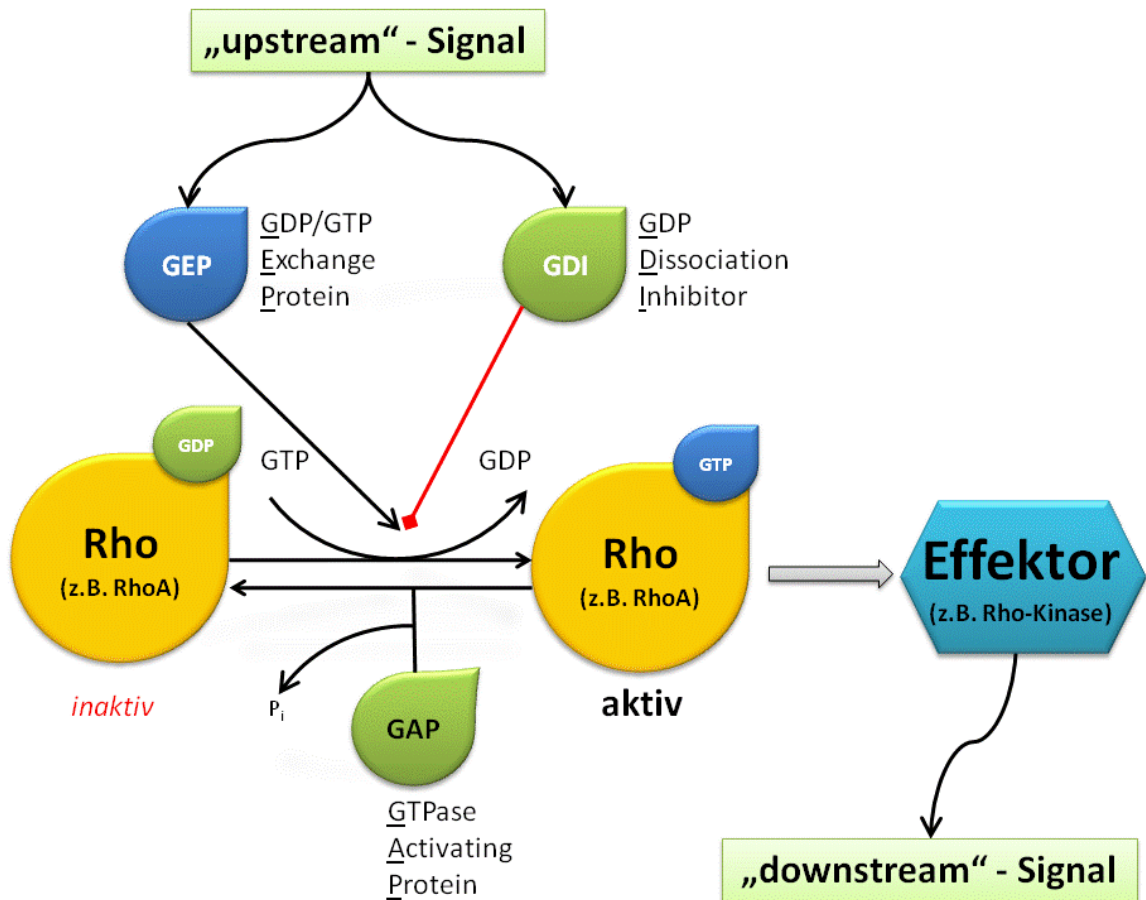 „upstream“ - Signal
GEP
GDP/GTP
Exchange
Protein
GDI
GDP
Dissociation
Inhibitor
GDP
GTP
GDP
GTP
Rho
(z.B. RhoA)
Rho
(z.B. RhoA)
Effektor
(z.B. Rho-Kinase)
inaktiv
Pi
GAP
aktiv
GTPase
Activating
Protein
„downstream“ - Signal